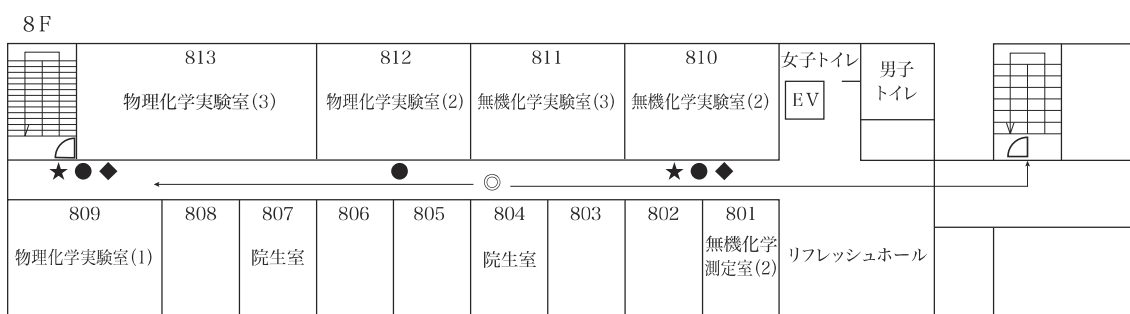 8F
813
物理化学実験室(3)
812
物理化学実験室(2)
811
無機化学実験室(3)
810
無機化学実験室(2)
女子トイレ
EV
男子
トイレ
809
物理化学実験室(1)
808
807
院生室
806
805
804
院生室
803
802
801
無機化学
測定室(2)
リフレッシュホール